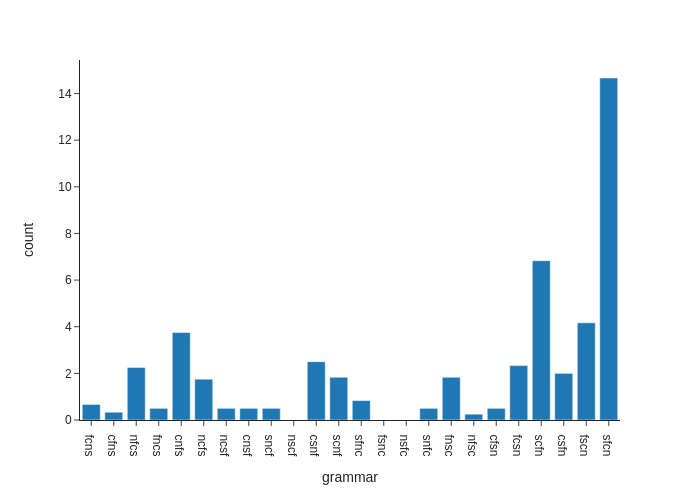 count
14
12
10
8
6
4
2
0
fcns
cfns
nfcs
fncs
cnfs
ncfs
ncsf
cnsf
sncf
nscf
csnf
scnf
sfnc
fsnc
nsfc
snfc
fnsc
nfsc
cfsn
fcsn
scfn
csfn
fscn
sfcn
grammar